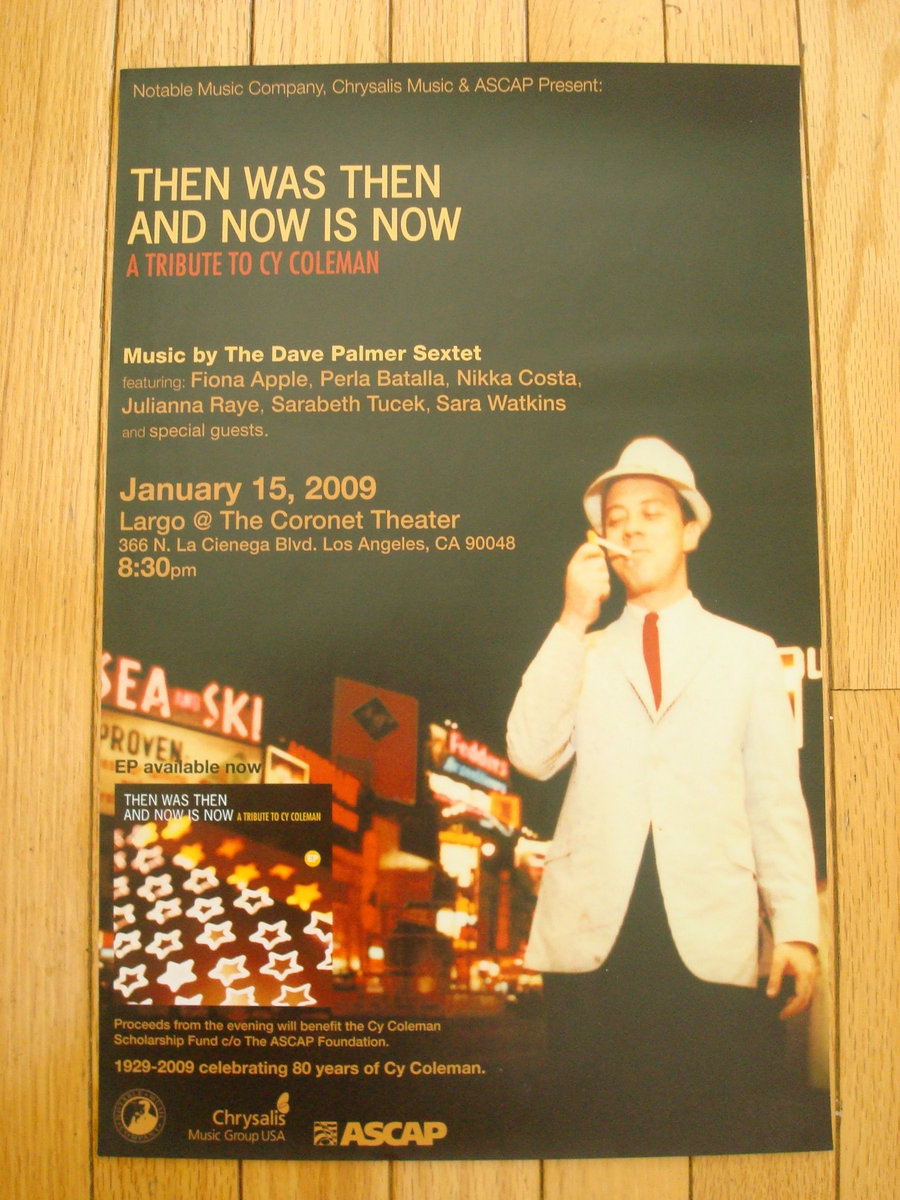 Notable Music Company, Chrysalis Music & ASCAP Present:
THEN WAS THEN
AND NOW IS NOW
A TRIBUTE TO CY COLEMAN
Music by The Dave Palmer Sextet
featuring: Fiona Apple, Perla Batalla, Nikka Costa,
Julianna Raye, Sarabeth Tucek, Sara Watkins
and special guests.
January 15, 2009
Largo @ The Coronet Theater
366 N. La Cienega Blvd. Los Angeles, CA 90048
8:30pm
SEA AND SKI
PROVEN
Fedders
EP available now
THEN WAS THEN
AND NOW IS NOW A TRIBUTE TO CY COLEMAN
EP
Proceeds from the evening will benefit the Cy Coleman
Scholarship Fund c/o The ASCAP Foundation.
1929-2009 celebrating 80 years of Cy Coleman.
Chrysalis
Music Group USA
ASCAP